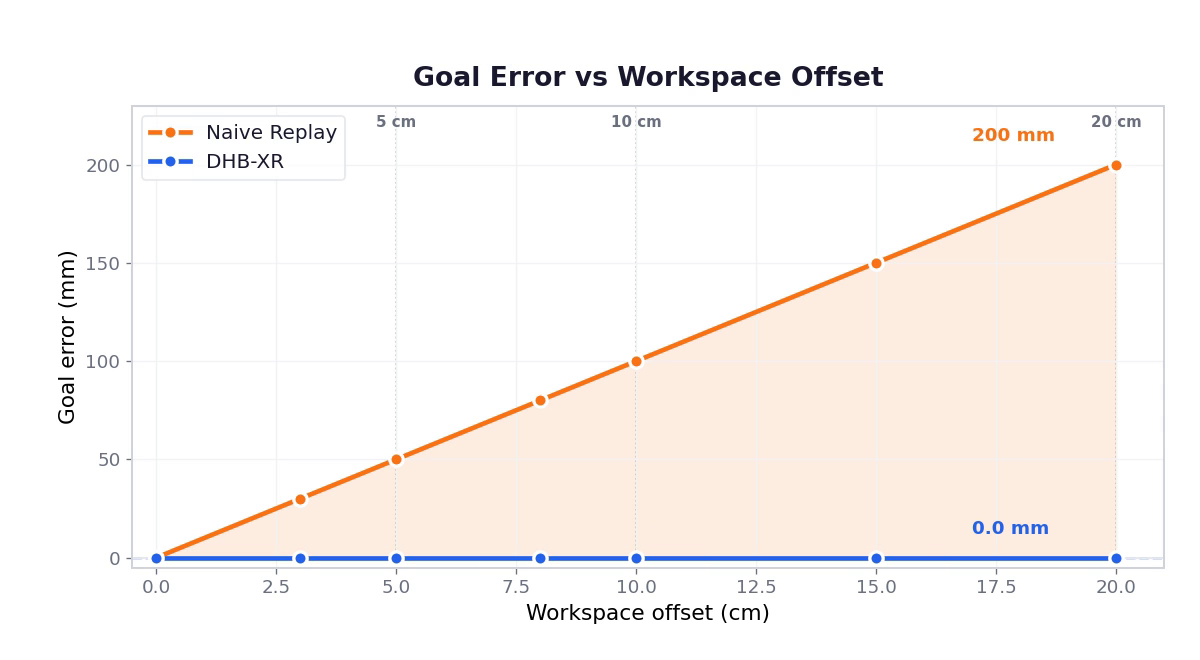 Goal Error vs Workspace Offset
Naive Replay
DHB-XR
5 cm
10 cm
20 cm
200 mm
0.0 mm
Goal error (mm)
200
150
100
50
0
0.0 2.5 5.0 7.5 10.0 12.5 15.0 17.5 20.0
Workspace offset (cm)